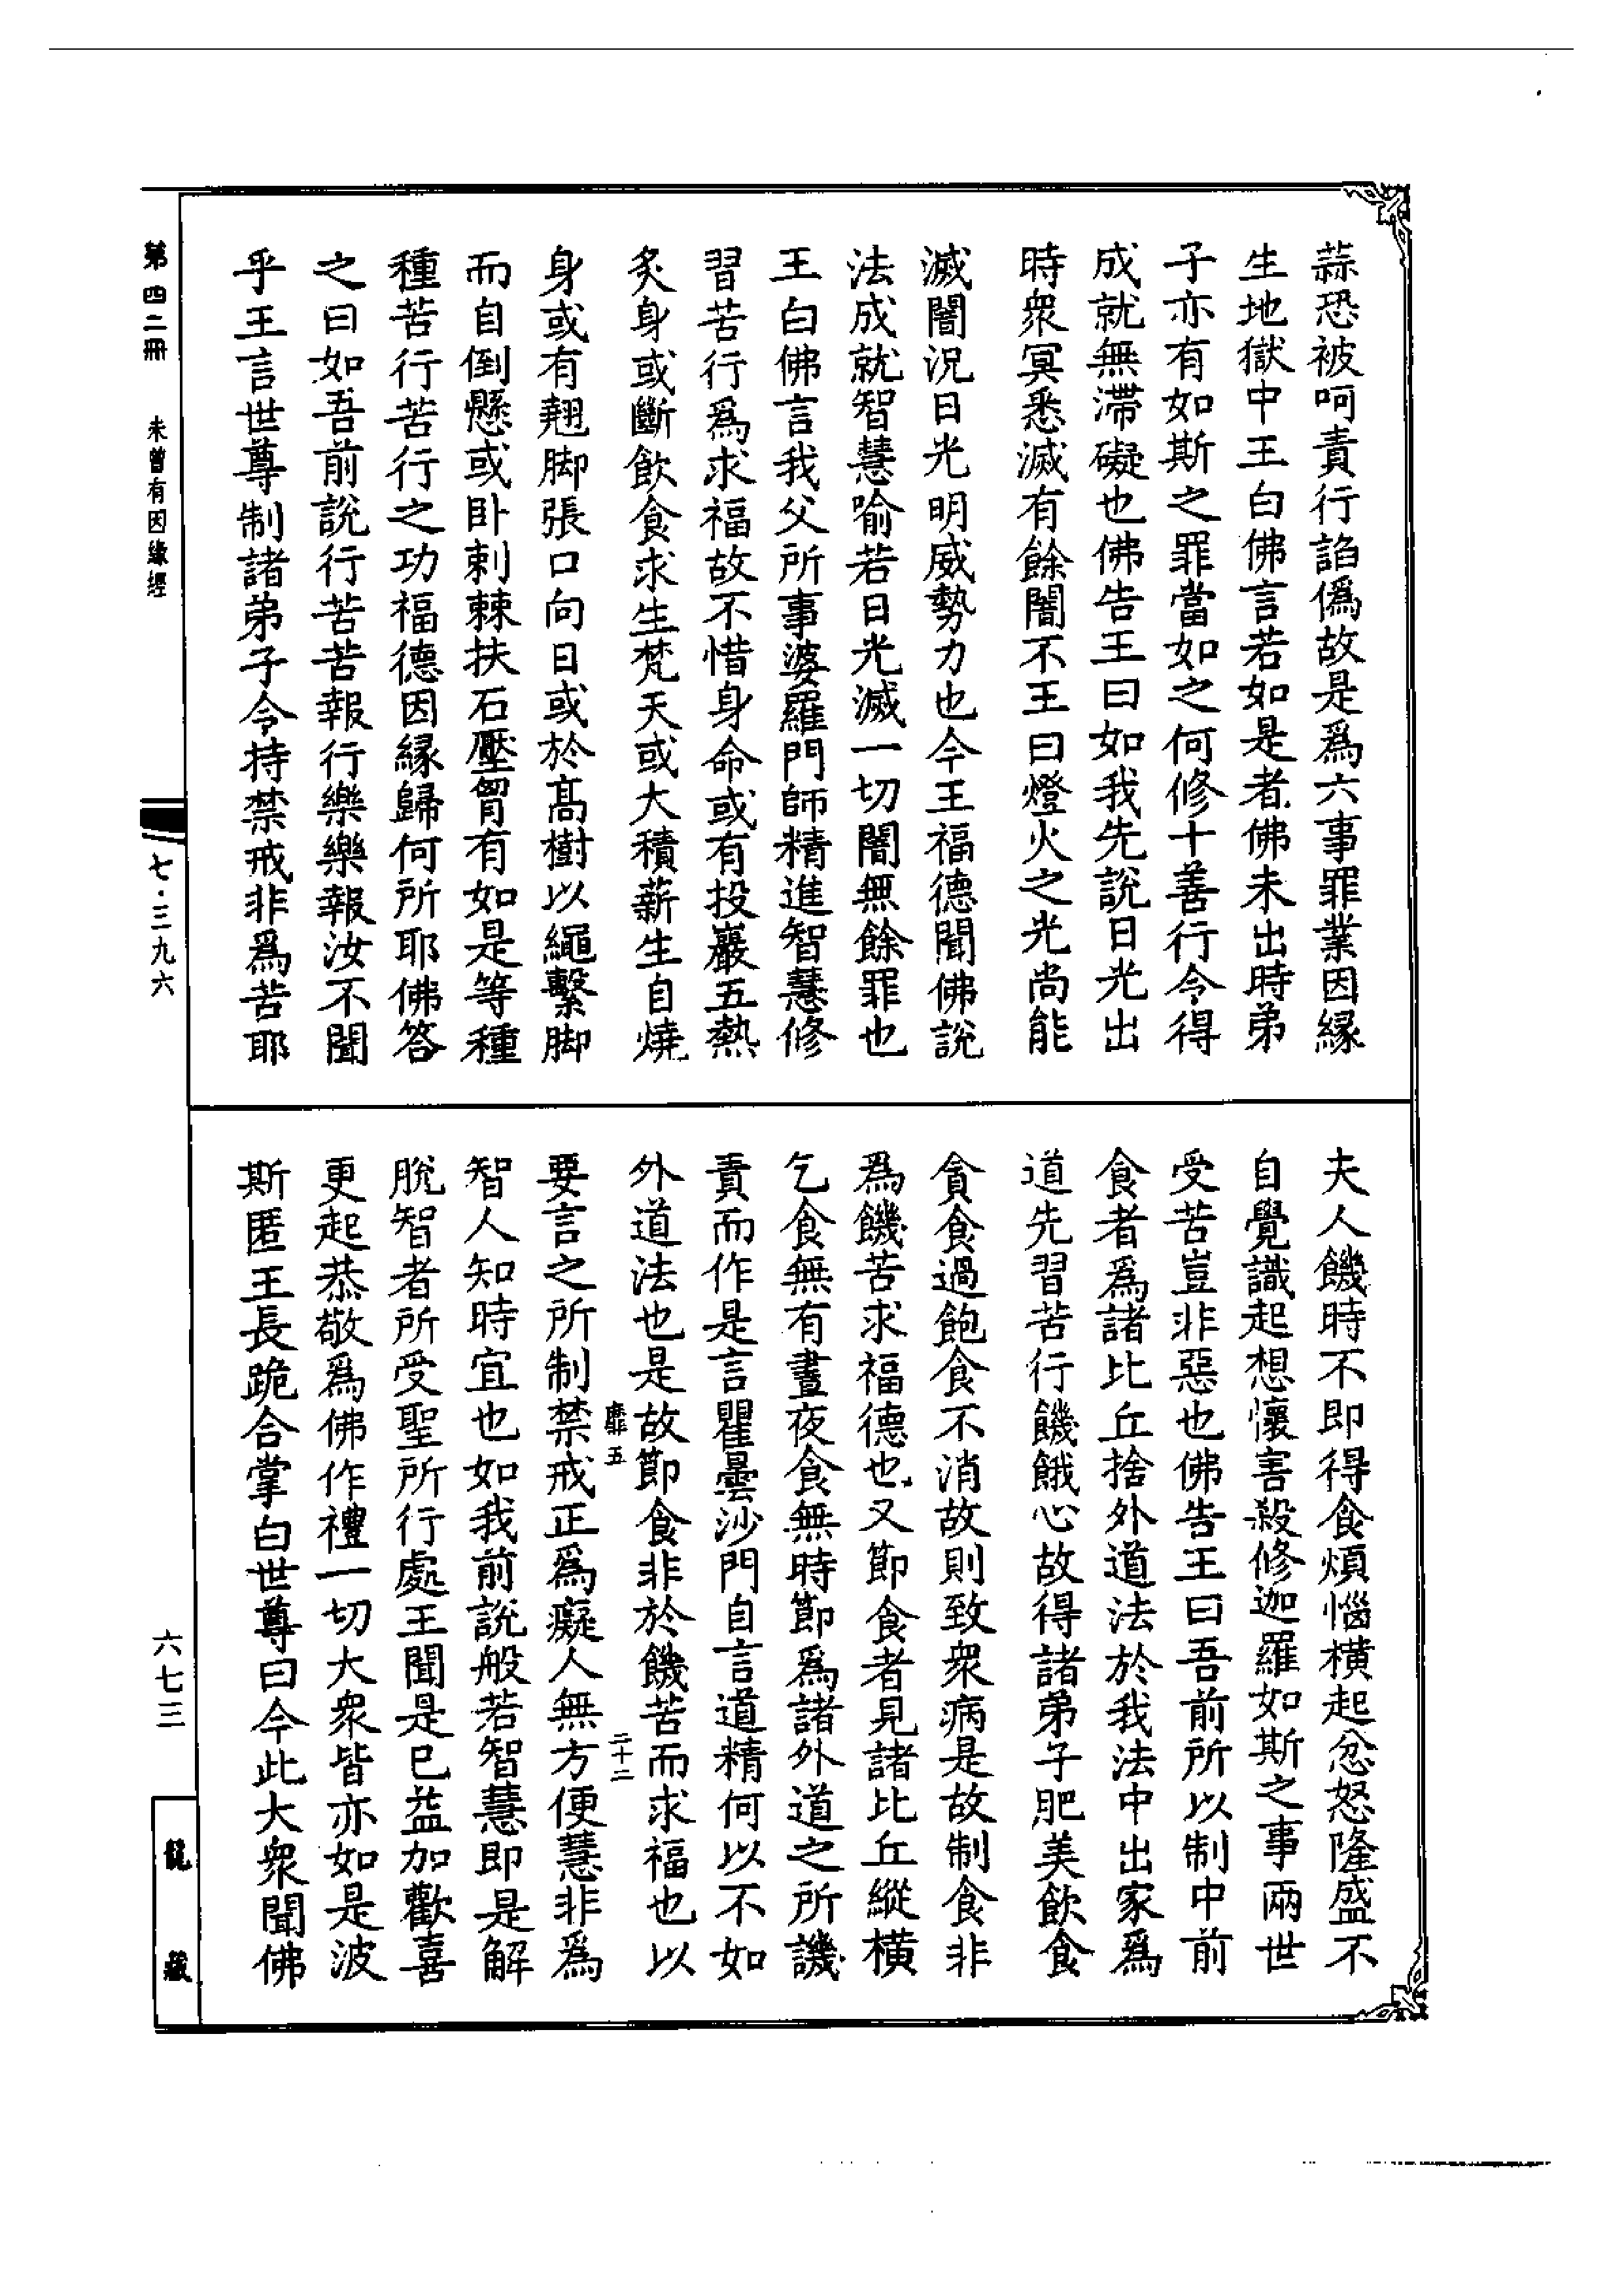 蒜恐被呵責行諂僞故是爲六事罪業因緣
生地獄中王白佛言若如是者佛未出時弟
子亦有如斯之罪當如之何修十善行令得
成就無滯礙也佛告王曰如我先說日光出
時衆冥悉滅有餘闇不王曰燈火之光尚能
滅闇況日光明威勢力也今王福德聞佛說
法成就智慧喻若日光滅一切闇無餘罪也
王白佛言我父所事婆羅門師精進智慧修
習苦行爲求福故不惜身命或有投巖五熱
炙身或斷飲食求生梵天或大積薪生自燒
身或有翹脚張口向日或於髙樹以繩繫脚
而自倒懸或卧刺棘扶石壓胷有如是等種
種苦行苦行之功福德因緣歸何所耶佛答
之曰如吾前說行苦苦報行樂樂報汝不聞
乎王言世尊制諸弟子令持禁戒非爲苦耶
夫人饑時不即得食煩惱橫起忿怒隆盛不
自覺識起想懷害殺修迦羅如斯之事兩世
受苦豈非惡也佛告王曰吾前所以制中前
食者爲諸比丘捨外道法於我法中出家爲
道先習苦行饑餓心故得諸弟子肥美飲食
貪食過飽食不消故則致衆病是故制食非
爲饑苦求福德也又節食者見諸比丘縱橫
乞食無有晝夜食無時節爲諸外道之所譏
責而作是言瞿曇沙門自言道精何以不如
外道法也是故節食非於饑苦而求福也以
靡五 二十二
要言之所制禁戒正爲癡人無方便慧非爲
智人知時宜也如我前說般若智慧即是解
脫智者所受聖所行處王聞是已益加歡喜
更起恭敬爲佛作禮一切大衆皆亦如是波
斯匿王長跪合掌白世尊曰今此大衆聞佛
第四二冊 未曾有因緣經 七·三九六 六七三 龍藏